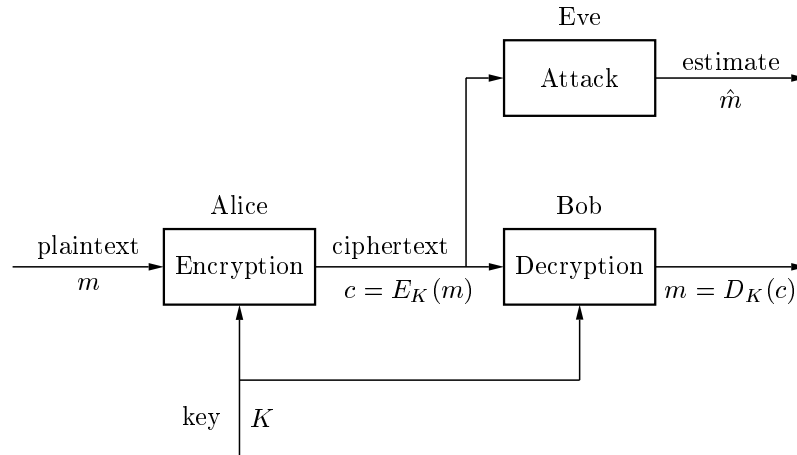 Eve
Attack
estimate
m̂
Alice
Bob
plaintext
m
Encryption
ciphertext
c = E_K(m)
Decryption
m = D_K(c)
key K